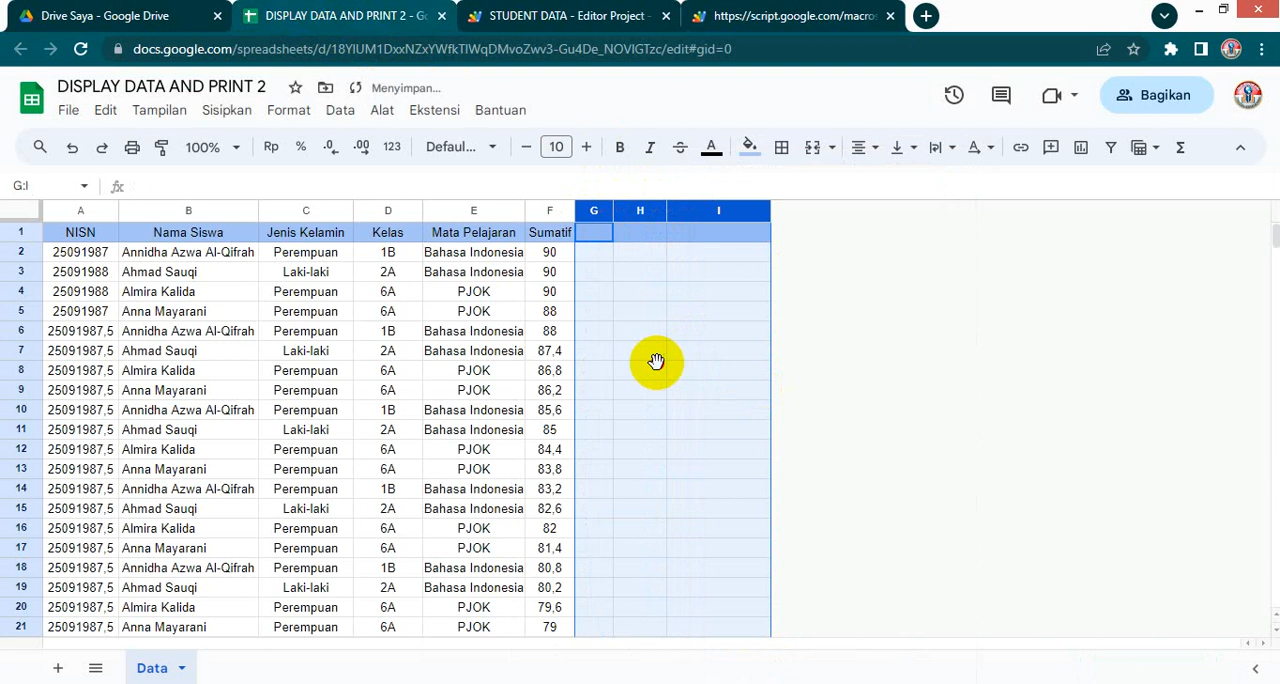 Drive Saya - Google Drive × DISPLAY DATA AND PRINT 2 - Go × STUDENT DATA - Editor Project - × https://script.google.com/macros ×
docs.google.com/spreadsheets/d/18YIUM1DxxNZxYWfkTIWqDMvoZwv3-Gu4De_NOVIGTzc/edit#gid=0
DISPLAY DATA AND PRINT 2 Menyimpan...
File Edit Tampilan Sisipkan Format Data Alat Ekstensi Bantuan
Bagikan
100% Rp % .0 .00 123 Defaul... − 10 + B I S A Σ
G:I fx
A B C D E F G H I
1 NISN Nama Siswa Jenis Kelamin Kelas Mata Pelajaran Sumatif
2 25091987 Annidha Azwa Al-Qifrah Perempuan 1B Bahasa Indonesia 90
3 25091988 Ahmad Sauqi Laki-laki 2A Bahasa Indonesia 90
4 25091988 Almira Kalida Perempuan 6A PJOK 90
5 25091987 Anna Mayarani Perempuan 6A PJOK 88
6 25091987,5 Annidha Azwa Al-Qifrah Perempuan 1B Bahasa Indonesia 88
7 25091987,5 Ahmad Sauqi Laki-laki 2A Bahasa Indonesia 87,4
8 25091987,5 Almira Kalida Perempuan 6A PJOK 86,8
9 25091987,5 Anna Mayarani Perempuan 6A PJOK 86,2
10 25091987,5 Annidha Azwa Al-Qifrah Perempuan 1B Bahasa Indonesia 85,6
11 25091987,5 Ahmad Sauqi Laki-laki 2A Bahasa Indonesia 85
12 25091987,5 Almira Kalida Perempuan 6A PJOK 84,4
13 25091987,5 Anna Mayarani Perempuan 6A PJOK 83,8
14 25091987,5 Annidha Azwa Al-Qifrah Perempuan 1B Bahasa Indonesia 83,2
15 25091987,5 Ahmad Sauqi Laki-laki 2A Bahasa Indonesia 82,6
16 25091987,5 Almira Kalida Perempuan 6A PJOK 82
17 25091987,5 Anna Mayarani Perempuan 6A PJOK 81,4
18 25091987,5 Annidha Azwa Al-Qifrah Perempuan 1B Bahasa Indonesia 80,8
19 25091987,5 Ahmad Sauqi Laki-laki 2A Bahasa Indonesia 80,2
20 25091987,5 Almira Kalida Perempuan 6A PJOK 79,6
21 25091987,5 Anna Mayarani Perempuan 6A PJOK 79
Data